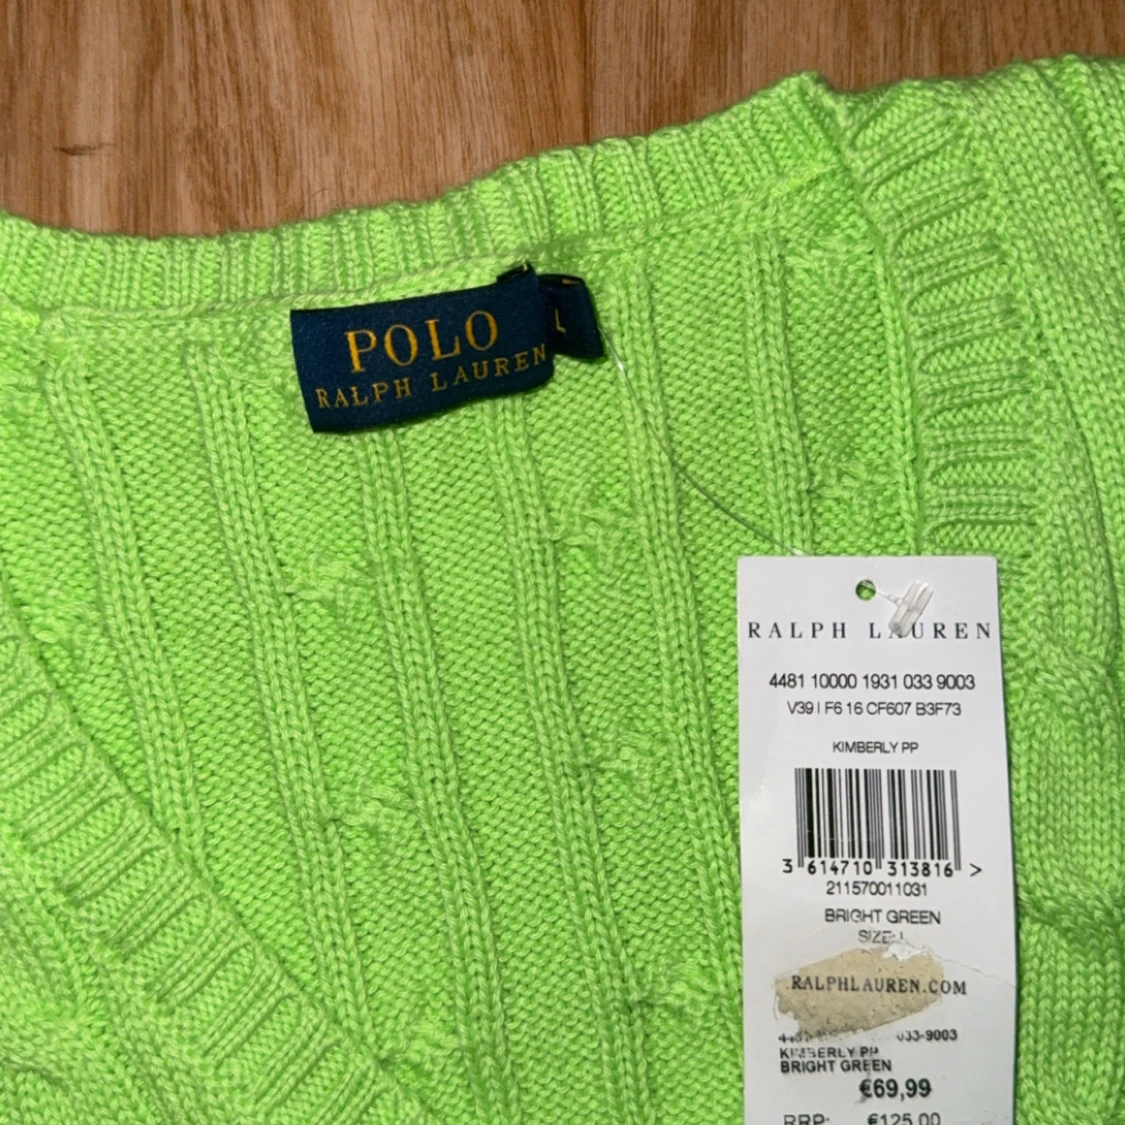 POLO
RALPH LAUREN
L
RALPH LAUREN
4481 10000 1931 033 9003
V39 I F6 16 CF607 B3F73
KIMBERLY PP
3 614710 313816 >
211570011031
BRIGHT GREEN
SIZE: L
RALPHLAUREN.COM
033-9003
KIMBERLY PP
BRIGHT GREEN
€69,99
RRP: €125,00